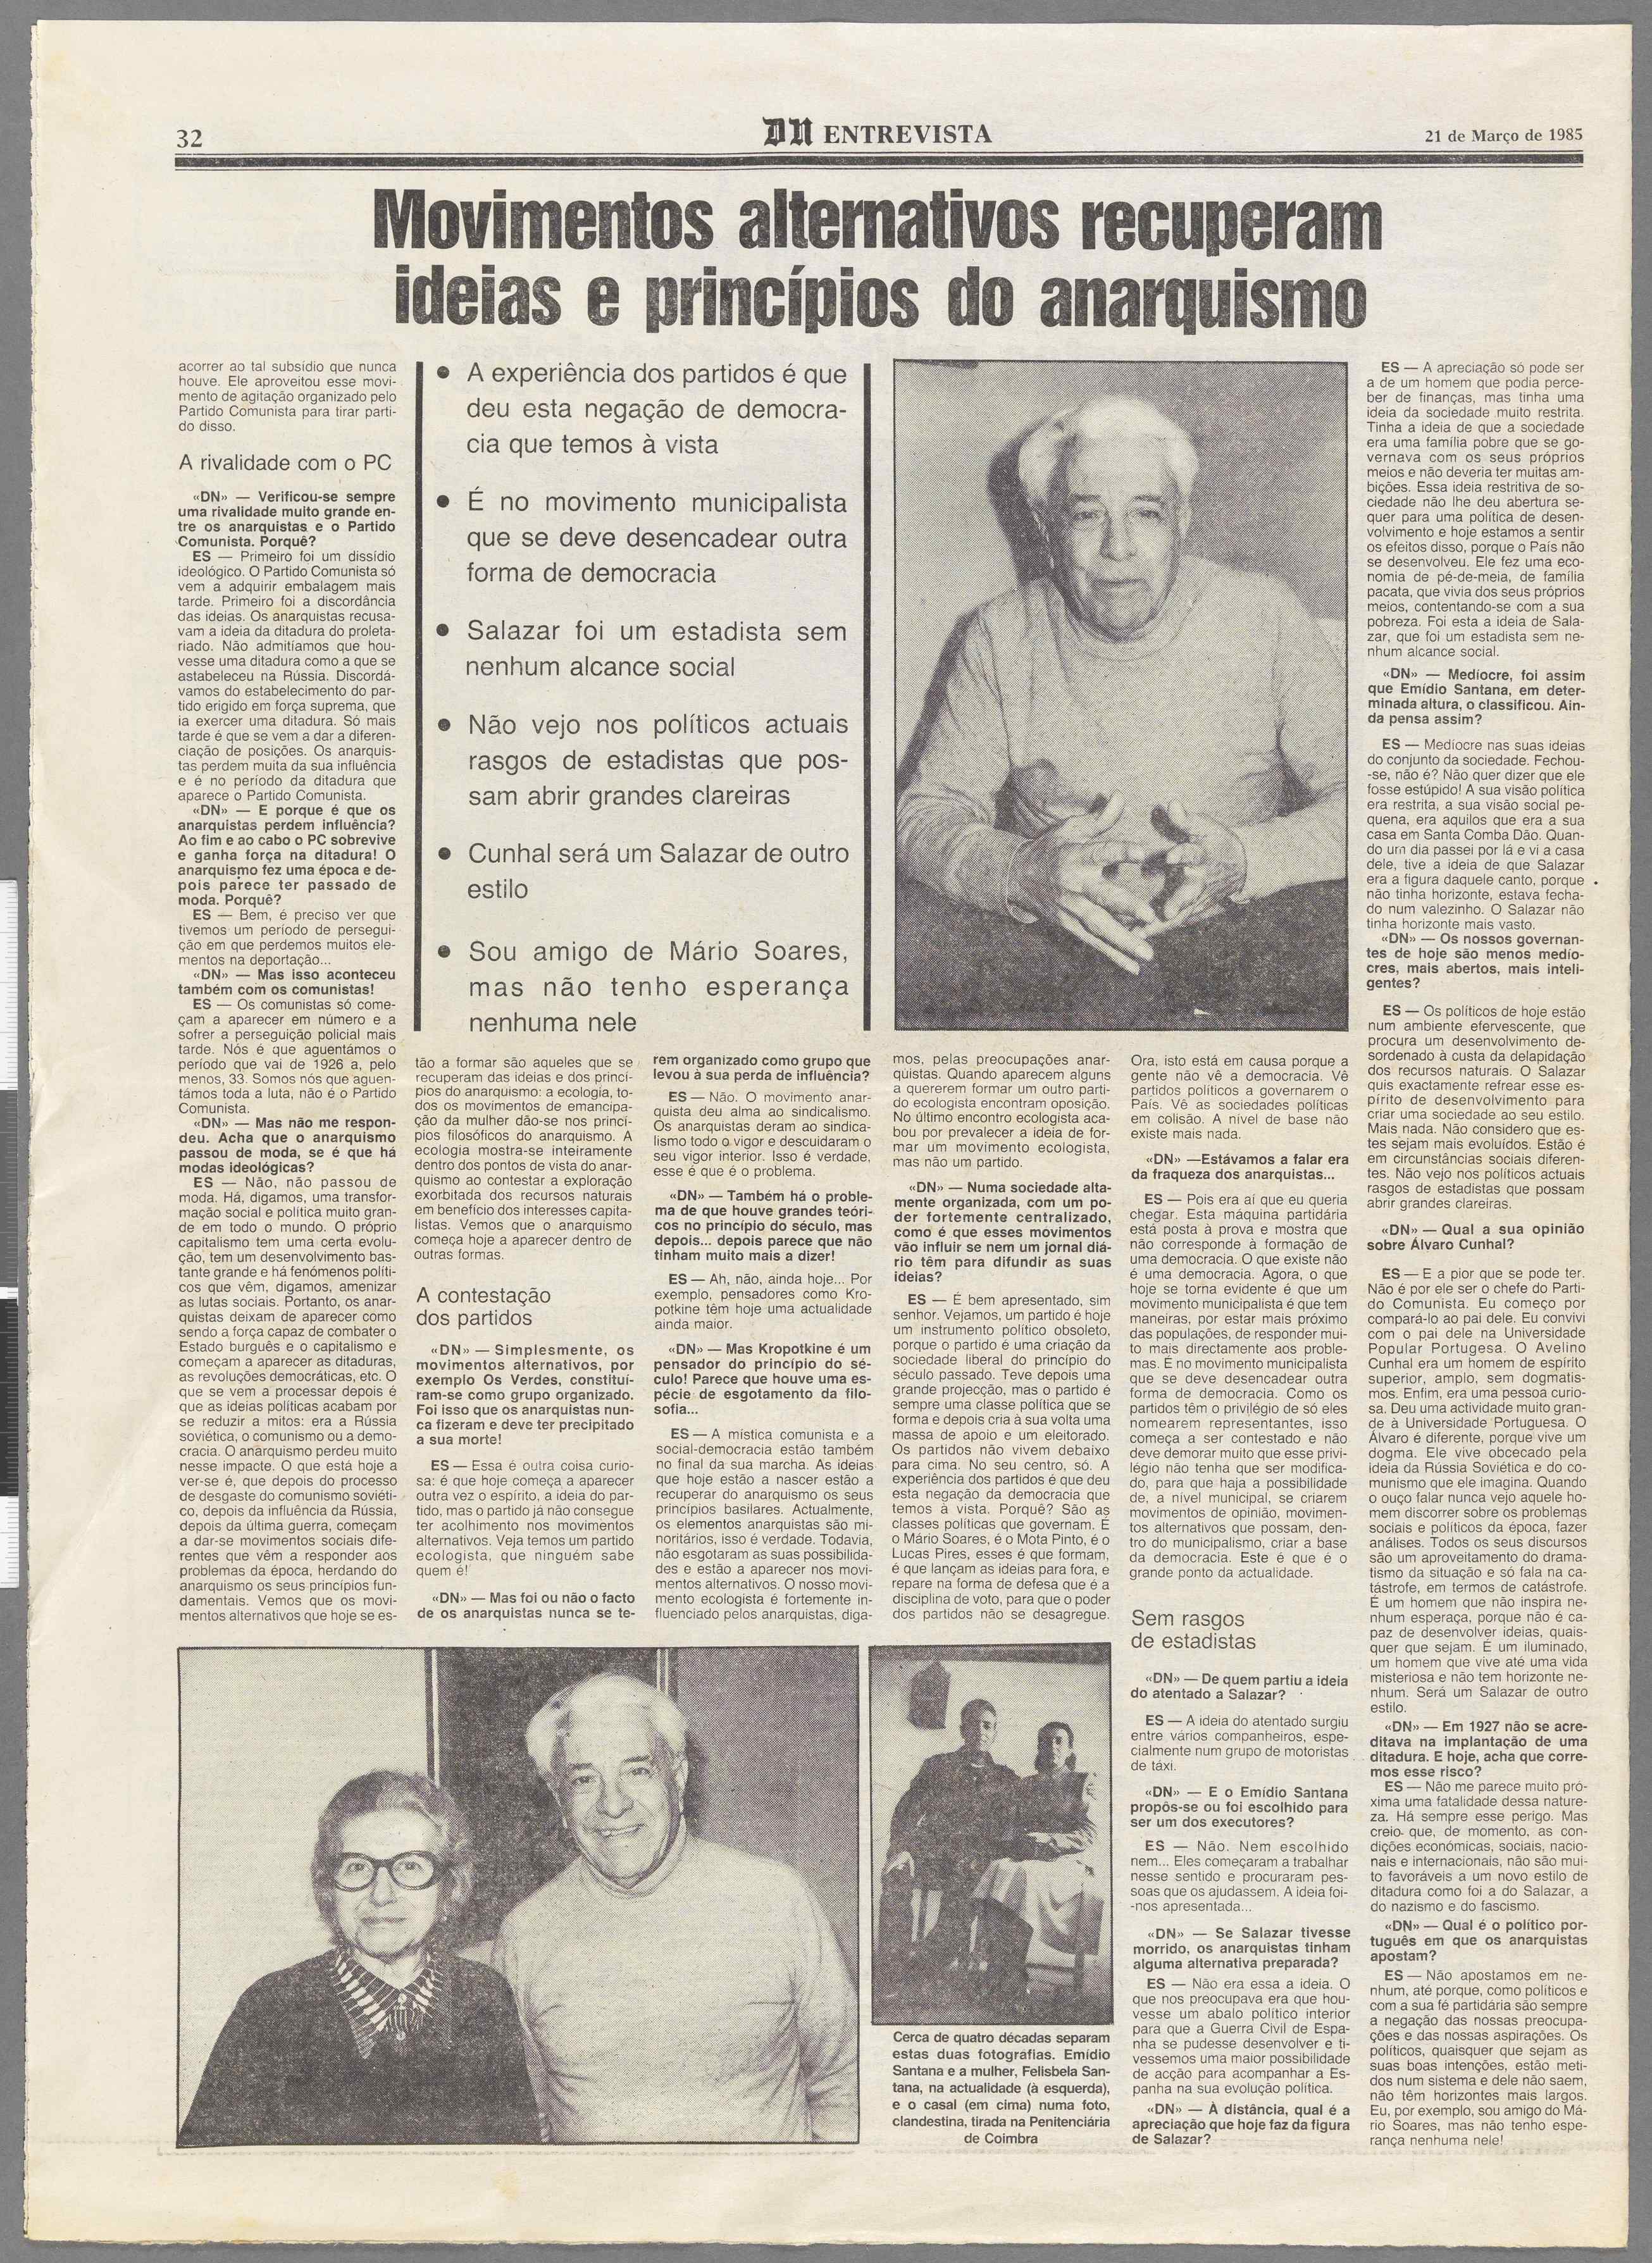 32
DN ENTREVISTA
21 de Março de 1985
Movimentos alternativos recuperam
ideias e princípios do anarquismo
acorrer ao tal subsídio que nunca
houve. Ele aproveitou esse movi-
mento de agitação organizado pelo
Partido Comunista para tirar parti-
do disso.
A rivalidade com o PC
«DN» — Verificou-se sempre
uma rivalidade muito grande en-
tre os anarquistas e o Partido
Comunista. Porquê?
ES — Primeiro foi um dissídio
ideológico. O Partido Comunista só
vem a adquirir embalagem mais
tarde. Primeiro foi a discordância
das ideias. Os anarquistas recusa-
vam a ideia da ditadura do proleta-
riado. Não admitíamos que hou-
vesse uma ditadura como a que se
astabeleceu na Rússia. Discordá-
vamos do estabelecimento do par-
tido erigido em força suprema, que
ia exercer uma ditadura. Só mais
tarde é que se vem a dar a diferen-
ciação de posições. Os anarquis-
tas perdem muita da sua influência
e é no período da ditadura que
aparece o Partido Comunista.
«DN» — E porque é que os
anarquistas perdem influência?
Ao fim e ao cabo o PC sobrevive
e ganha força na ditadura! O
anarquismo fez uma época e de-
pois parece ter passado de
moda. Porquê?
ES — Bem, é preciso ver que
tivemos um período de persegui-
ção em que perdemos muitos ele-
mentos na deportação...
«DN» — Mas isso aconteceu
também com os comunistas!
ES — Os comunistas só come-
çam a aparecer em número e a
sofrer a perseguição policial mais
tarde. Nós é que aguentámos o
período que vai de 1926 a, pelo
menos, 33. Somos nós que aguen-
támos toda a luta, não é o Partido
Comunista.
«DN» — Mas não me respon-
deu. Acha que o anarquismo
passou de moda, se é que há
modas ideológicas?
ES — Não, não passou de
moda. Há, digamos, uma transfor-
mação social e política muito gran-
de em todo o mundo. O próprio
capitalismo tem uma certa evolu-
ção, tem um desenvolvimento bas-
tante grande e há fenómenos políti-
cos que vêm, digamos, amenizar
as lutas sociais. Portanto, os anar-
quistas deixam de aparecer como
sendo a força capaz de combater o
Estado burguês e o capitalismo e
começam a aparecer as ditaduras,
as revoluções democráticas, etc. O
que se vem a processar depois é
que as ideias políticas acabam por
se reduzir a mitos: era a Rússia
soviética, o comunismo ou a demo-
cracia. O anarquismo perdeu muito
nesse impacte. O que está hoje a
ver-se é, que depois do processo
de desgaste do comunismo soviéti-
co, depois da influência da Rússia,
depois da última guerra, começam
a dar-se movimentos sociais dife-
rentes que vêm a responder aos
problemas da época, herdando do
anarquismo os seus princípios fun-
damentais. Vemos que os movi-
mentos alternativos que hoje se es-
● A experiência dos partidos é que
deu esta negação de democra-
cia que temos à vista
● É no movimento municipalista
que se deve desencadear outra
forma de democracia
● Salazar foi um estadista sem
nenhum alcance social
● Não vejo nos políticos actuais
rasgos de estadistas que pos-
sam abrir grandes clareiras
● Cunhal será um Salazar de outro
estilo
● Sou amigo de Mário Soares,
mas não tenho esperança
nenhuma nele
tão a formar são aqueles que se
recuperam das ideias e dos princí-
pios do anarquismo: a ecologia, to-
dos os movimentos de emancipa-
ção da mulher dão-se nos princí-
pios filosóficos do anarquismo. A
ecologia mostra-se inteiramente
dentro dos pontos de vista do anar-
quismo ao contestar a exploração
exorbitada dos recursos naturais
em benefício dos interesses capita-
listas. Vemos que o anarquismo
começa hoje a aparecer dentro de
outras formas.
A contestação
dos partidos
«DN» — Simplesmente, os
movimentos alternativos, por
exemplo Os Verdes, constituí-
ram-se como grupo organizado.
Foi isso que os anarquistas nun-
ca fizeram e deve ter precipitado
a sua morte!
ES — Essa é outra coisa curio-
sa: é que hoje começa a aparecer
outra vez o espírito, a ideia do par-
tido, mas o partido já não consegue
ter acolhimento nos movimentos
alternativos. Veja temos um partido
ecologista, que ninguém sabe
quem é!
«DN» — Mas foi ou não o facto
de os anarquistas nunca se te-
rem organizado como grupo que
levou à sua perda de influência?
ES — Não. O movimento anar-
quista deu alma ao sindicalismo.
Os anarquistas deram ao sindica-
lismo todo o vigor e descuidaram o
seu vigor interior. Isso é verdade,
esse é que é o problema.
«DN» — Também há o proble-
ma de que houve grandes teóri-
cos no princípio do século, mas
depois... depois parece que não
tinham muito mais a dizer!
ES — Ah, não, ainda hoje... Por
exemplo, pensadores como Kro-
potkine têm hoje uma actualidade
ainda maior.
«DN» — Mas Kropotkine é um
pensador do princípio do sé-
culo! Parece que houve uma es-
pécie de esgotamento da filo-
sofia...
ES — A mística comunista e a
social-democracia estão também
no final da sua marcha. As ideias
que hoje estão a nascer estão a
recuperar do anarquismo os seus
princípios basilares. Actualmente,
os elementos anarquistas são mi-
noritários, isso é verdade. Todavia,
não esgotaram as suas possibilida-
des e estão a aparecer nos movi-
mentos alternativos. O nosso movi-
mento ecologista é fortemente in-
fluenciado pelos anarquistas, diga-
mos, pelas preocupações anar-
quistas. Quando aparecem alguns
a quererem formar um outro parti-
do ecologista encontram oposição.
No último encontro ecologista aca-
bou por prevalecer a ideia de for-
mar um movimento ecologista,
mas não um partido.
«DN» — Numa sociedade alta-
mente organizada, com um po-
der fortemente centralizado,
como é que esses movimentos
vão influir se nem um jornal diá-
rio têm para difundir as suas
ideias?
ES — É bem apresentado, sim
senhor. Vejamos, um partido é hoje
um instrumento político obsoleto,
porque o partido é uma criação da
sociedade liberal do princípio do
século passado. Teve depois uma
grande projecção, mas o partido é
sempre uma classe política que se
forma e depois cria à sua volta uma
massa de apoio e um eleitorado.
Os partidos não vivem debaixo
para cima. No seu centro, só. A
experiência dos partidos é que deu
esta negação da democracia que
temos à vista. Porquê? São as
classes políticas que governam. É
o Mário Soares, é o Mota Pinto, é o
Lucas Pires, esses é que formam,
é que lançam as ideias para fora, e
repare na forma de defesa que é a
disciplina de voto, para que o poder
dos partidos não se desagregue.
Ora, isto está em causa porque a
gente não vê a democracia. Vê
partidos políticos a governarem o
País. Vê as sociedades políticas
em colisão. A nível de base não
existe mais nada.
«DN» —Estávamos a falar era
da fraqueza dos anarquistas...
ES — Pois era aí que eu queria
chegar. Esta máquina partidária
está posta à prova e mostra que
não corresponde à formação de
uma democracia. O que existe não
é uma democracia. Agora, o que
hoje se torna evidente é que um
movimento municipalista é que tem
maneiras, por estar mais próximo
das populações, de responder mui-
to mais directamente aos proble-
mas. É no movimento municipalista
que se deve desencadear outra
forma de democracia. Como os
partidos têm o privilégio de só eles
nomearem representantes, isso
começa a ser contestado e não
deve demorar muito que esse privi-
légio não tenha que ser modifica-
do, para que haja a possibilidade
de, a nível municipal, se criarem
movimentos de opinião, movimen-
tos alternativos que possam, den-
tro do municipalismo, criar a base
da democracia. Este é que é o
grande ponto da actualidade.
Sem rasgos
de estadistas
«DN» — De quem partiu a ideia
do atentado a Salazar?
ES — A ideia do atentado surgiu
entre vários companheiros, espe-
cialmente num grupo de motoristas
de táxi.
«DN» — E o Emídio Santana
propôs-se ou foi escolhido para
ser um dos executores?
ES — Não. Nem escolhido
nem... Eles começaram a trabalhar
nesse sentido e procuraram pes-
soas que os ajudassem. A ideia foi-
-nos apresentada...
«DN» — Se Salazar tivesse
morrido, os anarquistas tinham
alguma alternativa preparada?
ES — Não era essa a ideia. O
que nos preocupava era que hou-
vesse um abalo político interior
para que a Guerra Civil de Espa-
nha se pudesse desenvolver e ti-
vessemos uma maior possibilidade
de acção para acompanhar a Es-
panha na sua evolução política.
«DN» — À distância, qual é a
apreciação que hoje faz da figura
de Salazar?
ES — A apreciação só pode ser
a de um homem que podia perce-
ber de finanças, mas tinha uma
ideia da sociedade muito restrita.
Tinha a ideia de que a sociedade
era uma família pobre que se go-
vernava com os seus próprios
meios e não deveria ter muitas am-
bições. Essa ideia restritiva de so-
ciedade não lhe deu abertura se-
quer para uma política de desen-
volvimento e hoje estamos a sentir
os efeitos disso, porque o País não
se desenvolveu. Ele fez uma eco-
nomia de pé-de-meia, de família
pacata, que vivia dos seus próprios
meios, contentando-se com a sua
pobreza. Foi esta a ideia de Sala-
zar, que foi um estadista sem ne-
nhum alcance social.
«DN» — Medíocre, foi assim
que Emídio Santana, em deter-
minada altura, o classificou. Ain-
da pensa assim?
ES — Medíocre nas suas ideias
do conjunto da sociedade. Fechou-
-se, não é? Não quer dizer que ele
fosse estúpido! A sua visão política
era restrita, a sua visão social pe-
quena, era aquilos que era a sua
casa em Santa Comba Dão. Quan-
do um dia passei por lá e vi a casa
dele, tive a ideia de que Salazar
era a figura daquele canto, porque
não tinha horizonte, estava fecha-
do num valezinho. O Salazar não
tinha horizonte mais vasto.
«DN» — Os nossos governan-
tes de hoje são menos medío-
cres, mais abertos, mais inteli-
gentes?
ES — Os políticos de hoje estão
num ambiente efervescente, que
procura um desenvolvimento de-
sordenado à custa da delapidação
dos recursos naturais. O Salazar
quis exactamente refrear esse es-
pírito de desenvolvimento para
criar uma sociedade ao seu estilo.
Mais nada. Não considero que es-
tes sejam mais evoluídos. Estão é
em circunstâncias sociais diferen-
tes. Não vejo nos políticos actuais
rasgos de estadistas que possam
abrir grandes clareiras.
«DN» — Qual a sua opinião
sobre Álvaro Cunhal?
ES — E a pior que se pode ter.
Não é por ele ser o chefe do Parti-
do Comunista. Eu começo por
compará-lo ao pai dele. Eu convivi
com o pai dele na Universidade
Popular Portugesa. O Avelino
Cunhal era um homem de espírito
superior, amplo, sem dogmatis-
mos. Enfim, era uma pessoa curio-
sa. Deu uma actividade muito gran-
de à Universidade Portuguesa. O
Álvaro é diferente, porque vive um
dogma. Ele vive obcecado pela
ideia da Rússia Soviética e do co-
munismo que ele imagina. Quando
o ouço falar nunca vejo aquele ho-
mem discorrer sobre os problemas
sociais e políticos da época, fazer
análises. Todos os seus discursos
são um aproveitamento do drama-
tismo da situação e só fala na ca-
tástrofe, em termos de catástrofe.
É um homem que não inspira ne-
nhum esperaça, porque não é ca-
paz de desenvolver ideias, quais-
quer que sejam. É um iluminado,
um homem que vive até uma vida
misteriosa e não tem horizonte ne-
nhum. Será um Salazar de outro
estilo.
«DN» — Em 1927 não se acre-
ditava na implantação de uma
ditadura. E hoje, acha que corre-
mos esse risco?
ES — Não me parece muito pró-
xima uma fatalidade dessa nature-
za. Há sempre esse perigo. Mas
creio que, de momento, as con-
dições económicas, sociais, nacio-
nais e internacionais, não são mui-
to favoráveis a um novo estilo de
ditadura como foi a do Salazar, a
do nazismo e do fascismo.
«DN» — Qual é o político por-
tuguês em que os anarquistas
apostam?
ES — Não apostamos em ne-
nhum, até porque, como políticos e
com a sua fé partidária são sempre
a negação das nossas preocupa-
ções e das nossas aspirações. Os
políticos, quaisquer que sejam as
suas boas intenções, estão meti-
dos num sistema e dele não saem,
não têm horizontes mais largos.
Eu, por exemplo, sou amigo do Má-
rio Soares, mas não tenho espe-
rança nenhuma nele!
Cerca de quatro décadas separam
estas duas fotografias. Emídio
Santana e a mulher, Felisbela San-
tana, na actualidade (à esquerda),
e o casal (em cima) numa foto,
clandestina, tirada na Penitenciária
de Coimbra